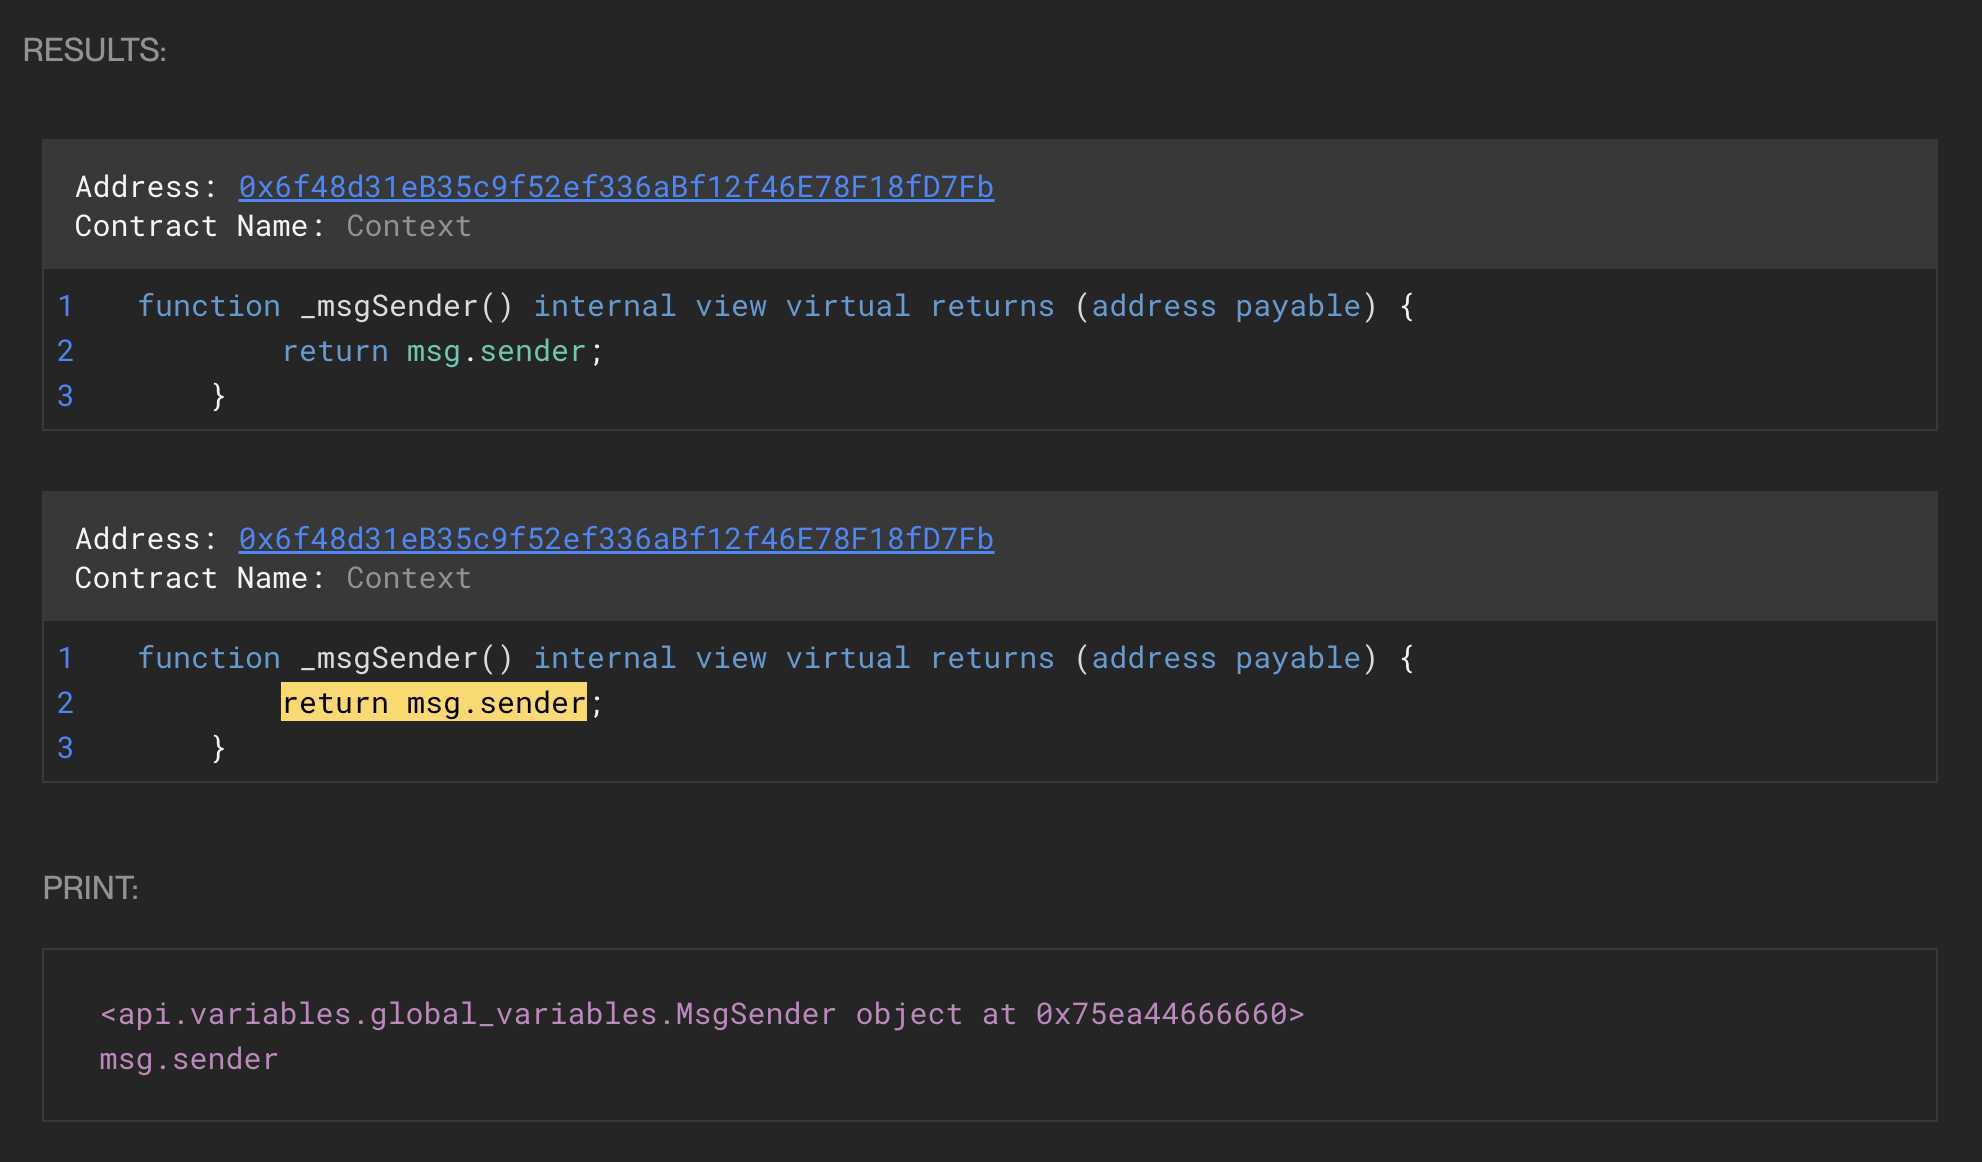 RESULTS:
Address: 0x6f48d31eB35c9f52ef336aBf12f46E78F18fD7Fb
Contract Name: Context
1 function _msgSender() internal view virtual returns (address payable) {
2 return msg.sender;
3 }
Address: 0x6f48d31eB35c9f52ef336aBf12f46E78F18fD7Fb
Contract Name: Context
1 function _msgSender() internal view virtual returns (address payable) {
2 return msg.sender;
3 }
PRINT:
<api.variables.global_variables.MsgSender object at 0x75ea44666660>
msg.sender